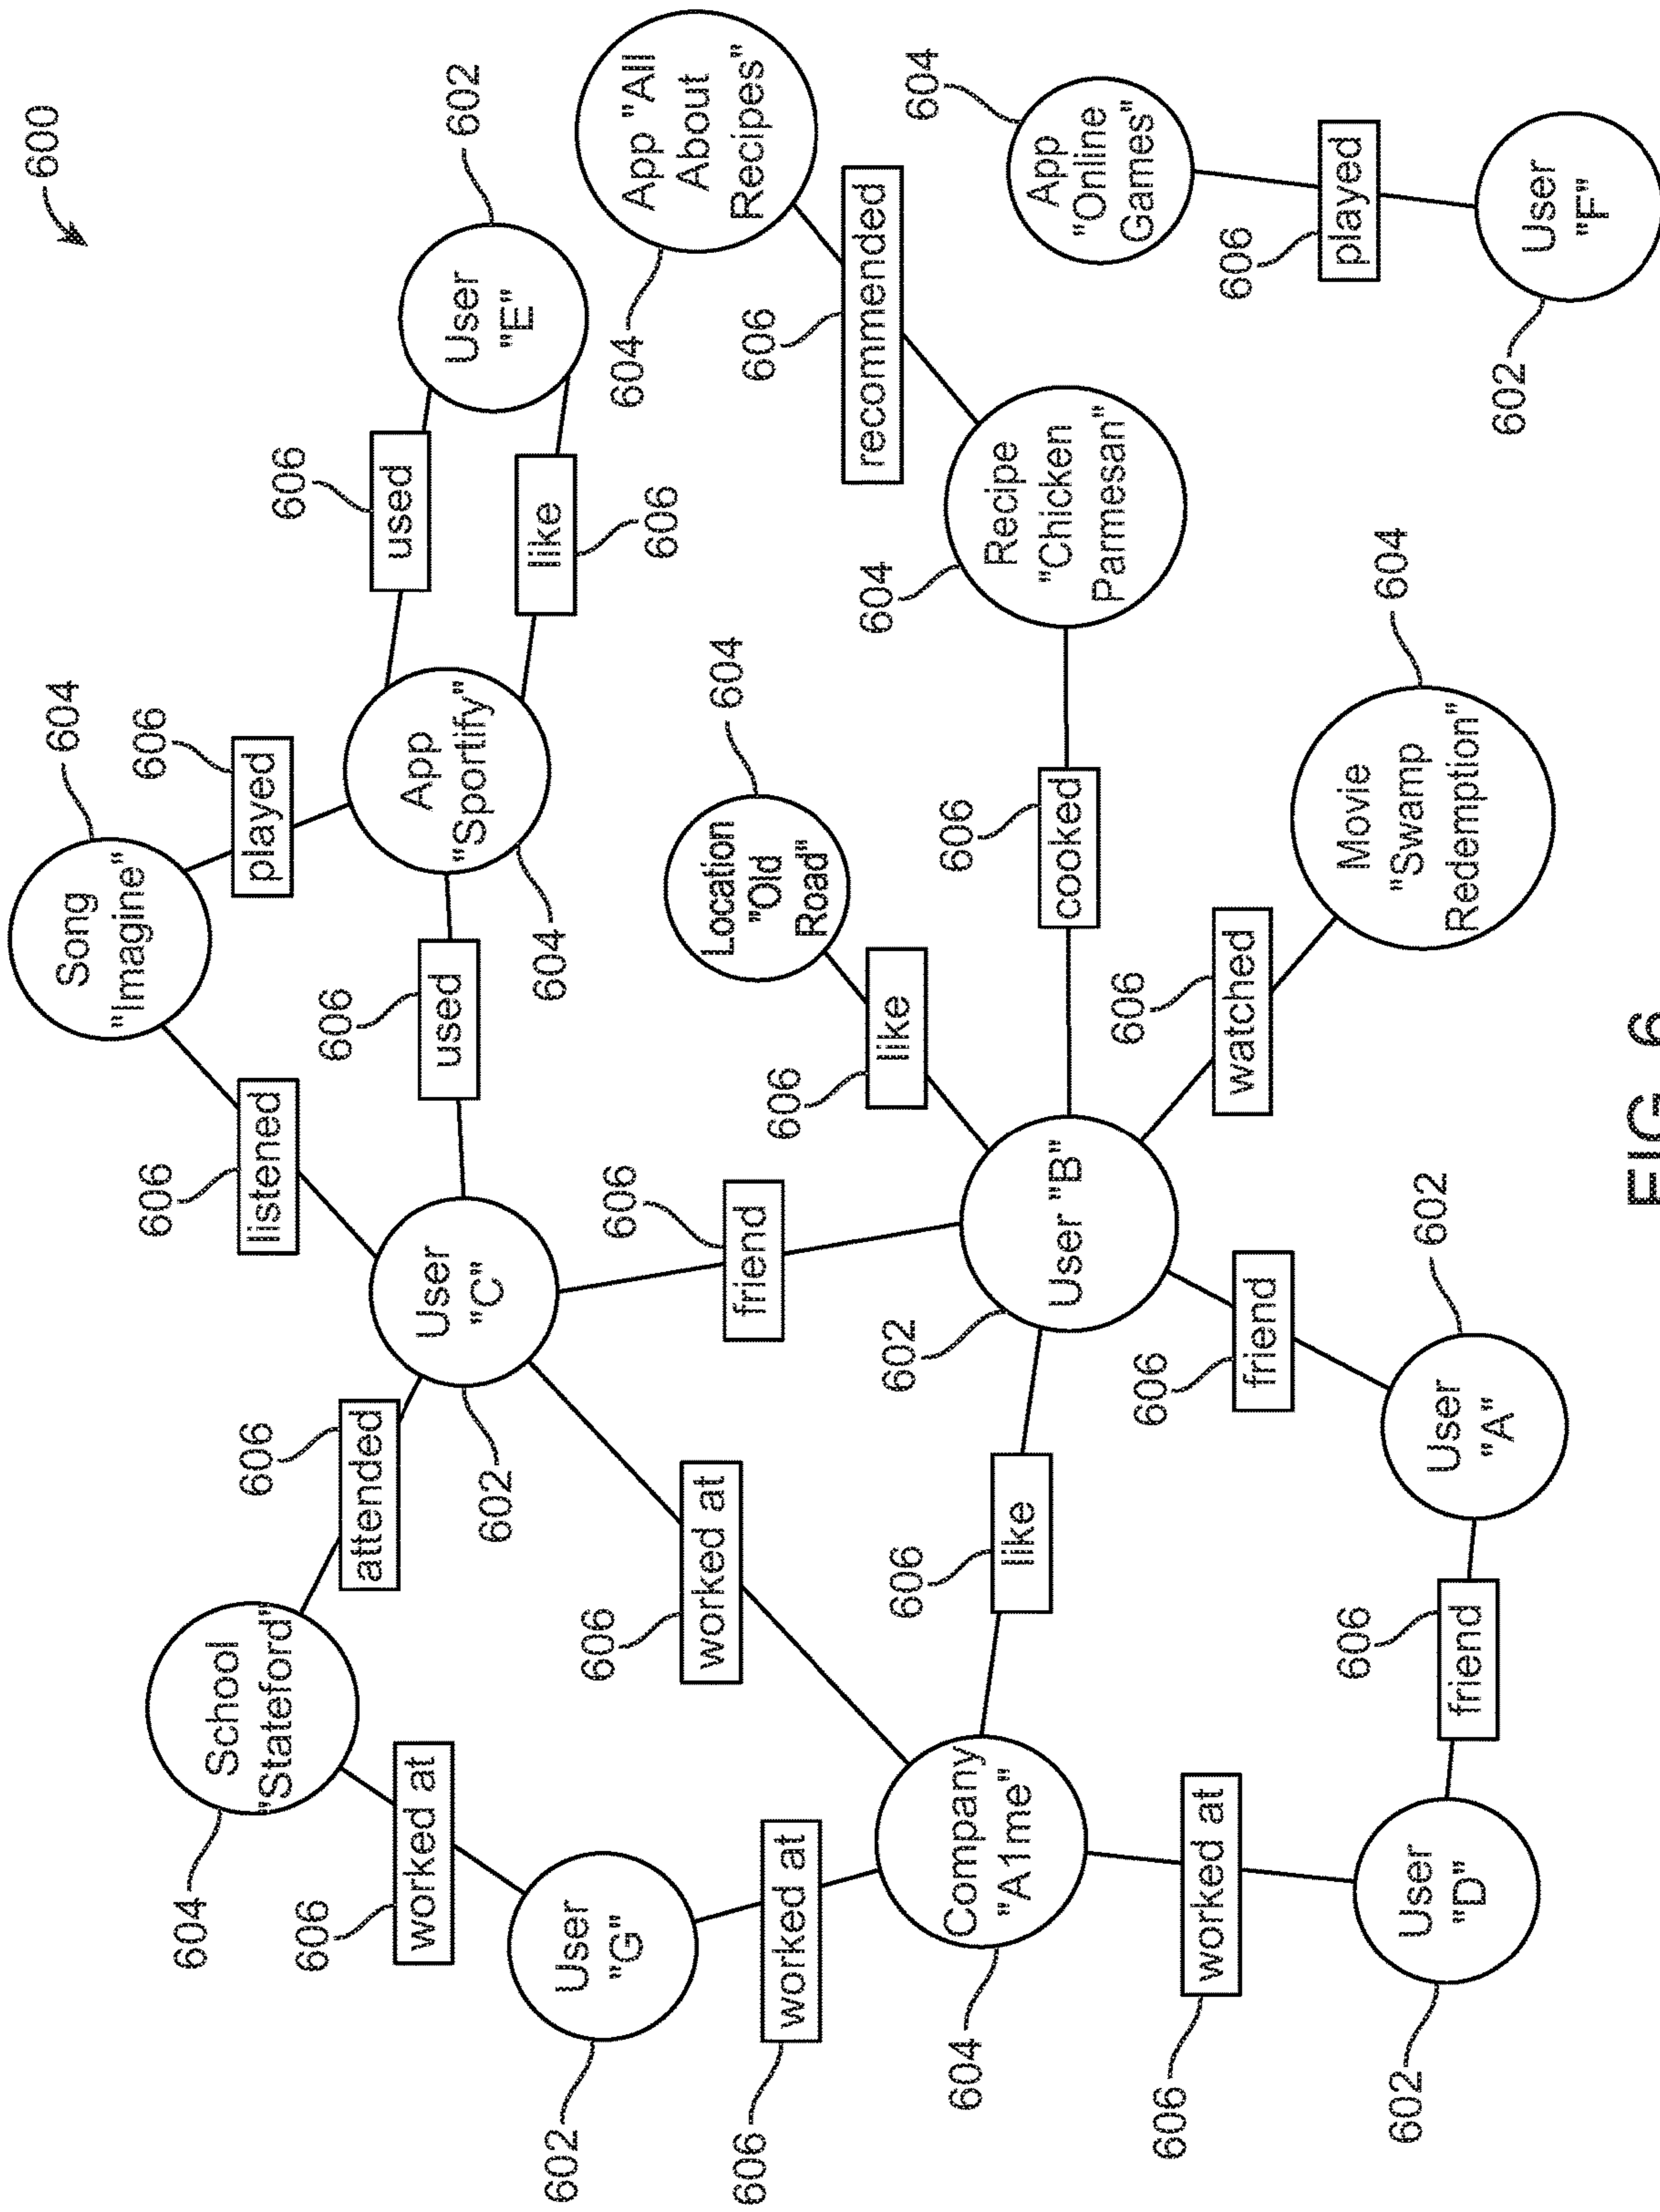 600
Song
"Imagine"
604
School
"Stateford"
604
606
listened
606
played
606
attended
606
worked at
606
used
User
"E"
602
606
used
User
"C"
602
App
"Sportify"
604
606
like
User
"G"
602
App "All
About
Recipes"
604
606
worked at
606
friend
606
worked at
Location
"Old
Road"
604
606
recommended
606
like
Company
"A1me"
604
606
like
User "B"
602
606
cooked
Recipe
"Chicken
Parmesan"
604
App
"Online
Games"
604
606
worked at
606
friend
606
watched
606
played
Movie
"Swamp
Redemption"
604
User
"D"
602
606
friend
User
"A"
602
User
"F"
602
FIG. 6